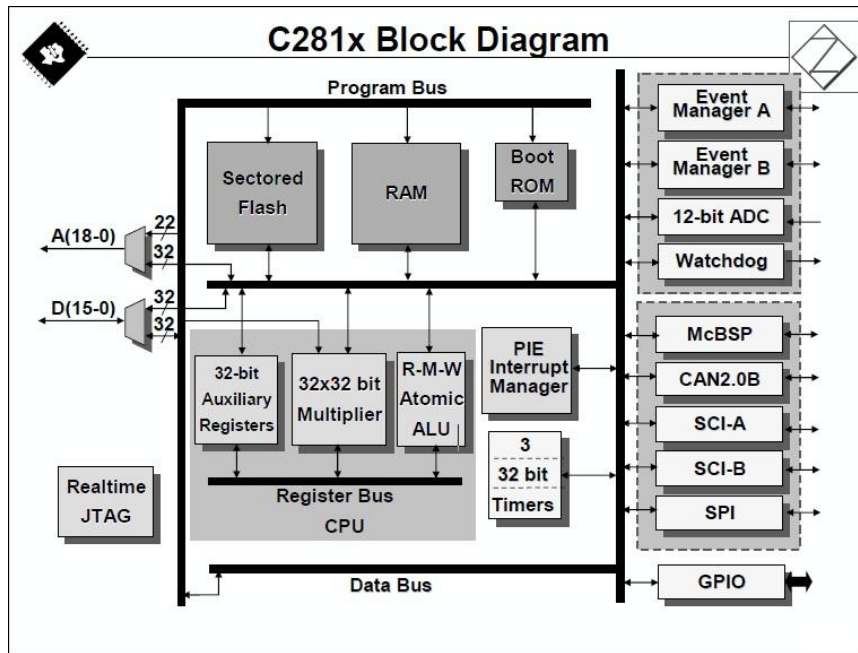 C281x Block Diagram
Program Bus
Event
Manager A
Sectored
Flash
RAM
Boot
ROM
Event
Manager B
A(18-0)
22
32
12-bit ADC
Watchdog
D(15-0)
32
32
McBSP
32-bit
Auxiliary
Registers
32x32 bit
Multiplier
R-M-W
Atomic
ALU
PIE
Interrupt
Manager
CAN2.0B
SCI-A
3
32 bit
Timers
SCI-B
Register Bus
CPU
Realtime
JTAG
SPI
Data Bus
GPIO